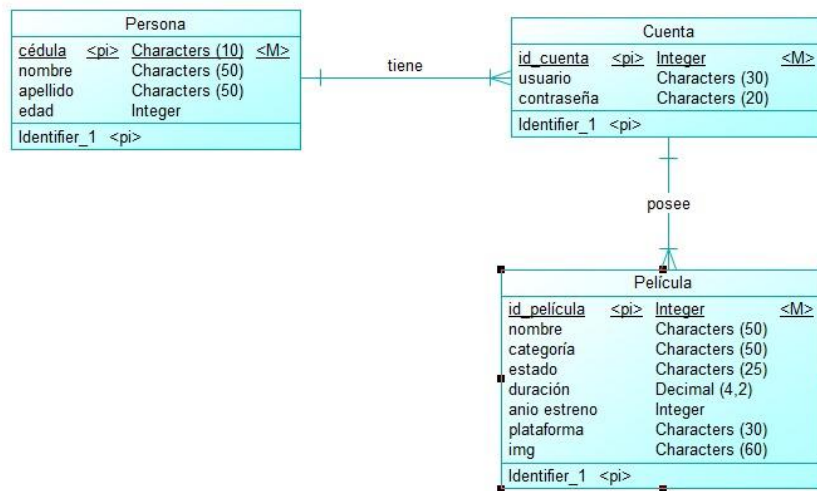 Persona
cédula <pi> Characters (10) <M>
nombre Characters (50)
apellido Characters (50)
edad Integer
Identifier_1 <pi>
tiene
Cuenta
id_cuenta <pi> Integer <M>
usuario Characters (30)
contraseña Characters (20)
Identifier_1 <pi>
posee
Película
id_película <pi> Integer <M>
nombre Characters (50)
categoría Characters (50)
estado Characters (25)
duración Decimal (4,2)
anio estreno Integer
plataforma Characters (30)
img Characters (60)
Identifier_1 <pi>